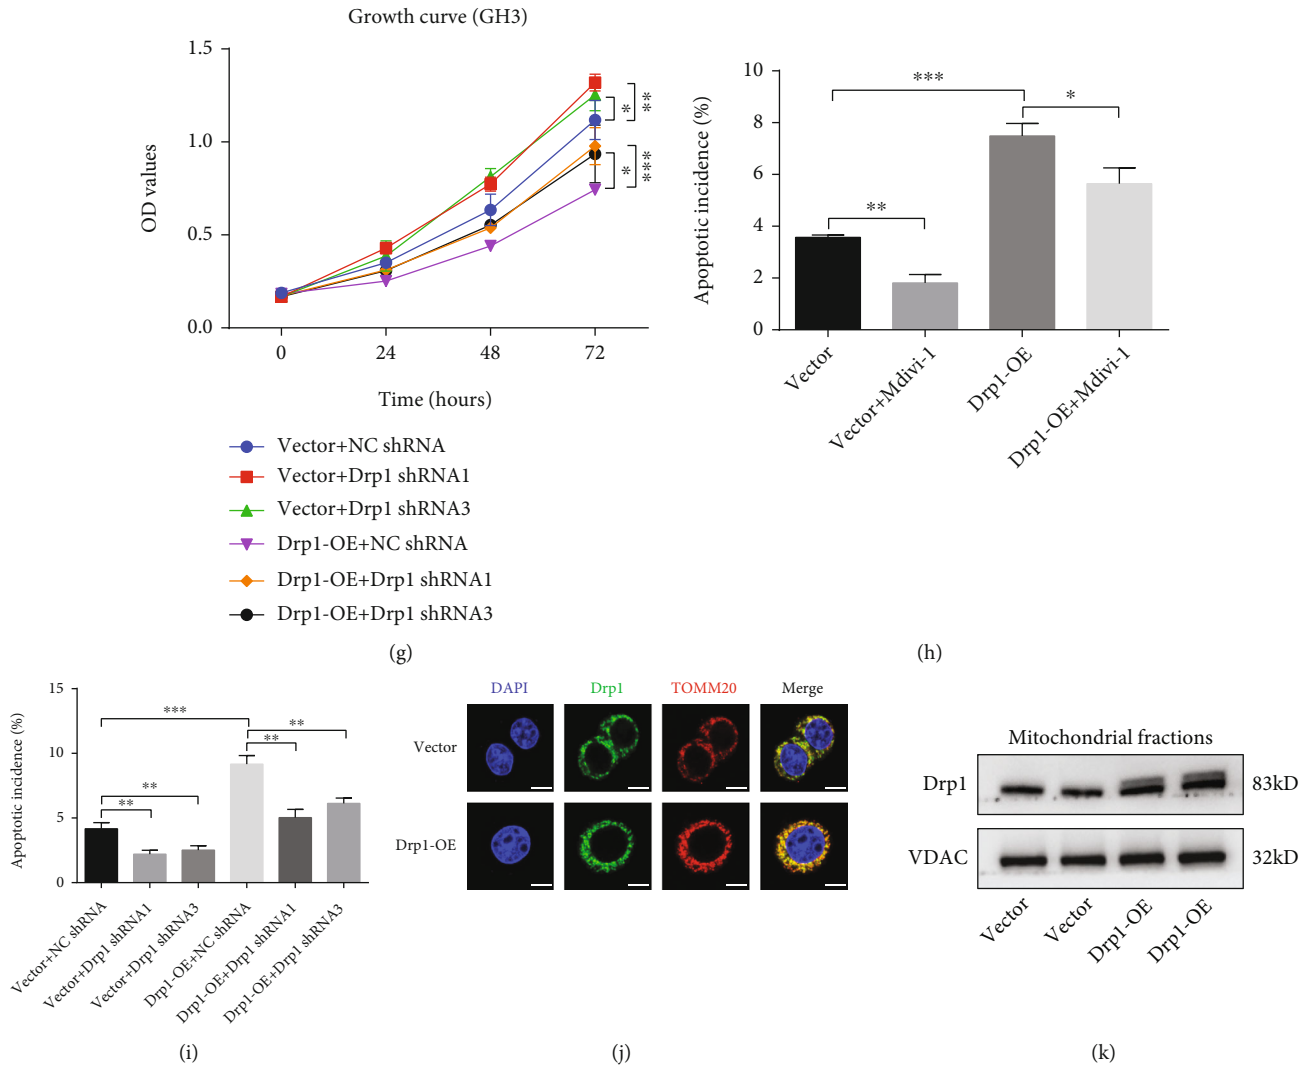 Growth curve (GH3)
1.5
1.0
0.5
0.0
OD values
0 24 48 72
Time (hours)
*
**
*
***
Vector+NC shRNA
Vector+Drp1 shRNA1
Vector+Drp1 shRNA3
Drp1-OE+NC shRNA
Drp1-OE+Drp1 shRNA1
Drp1-OE+Drp1 shRNA3
(g)
10
8
6
4
2
0
Apoptotic incidence (%)
***
*
**
Vector
Vector+Mdivi-1
Drp1-OE
Drp1-OE+Mdivi-1
(h)
15
10
5
0
Apoptotic incidence (%)
***
**
**
**
**
Vector+NC shRNA
Vector+Drp1 shRNA1
Vector+Drp1 shRNA3
Drp1-OE+NC shRNA
Drp1-OE+Drp1 shRNA1
Drp1-OE+Drp1 shRNA3
(i)
DAPI Drp1 TOMM20 Merge
Vector
Drp1-OE
(j)
Mitochondrial fractions
Drp1 83kD
VDAC 32kD
Vector
Vector
Drp1-OE
Drp1-OE
(k)